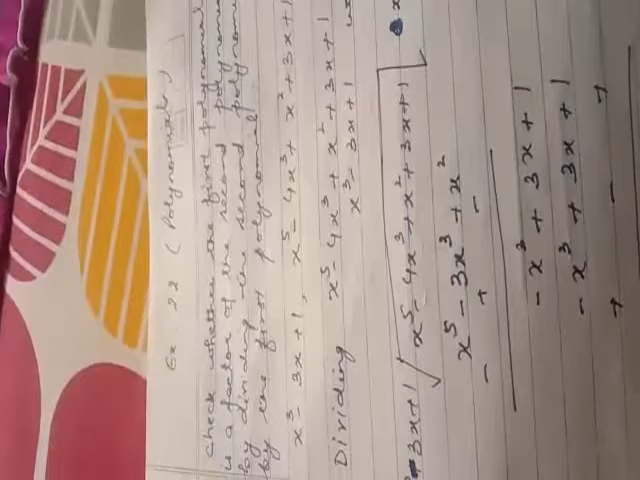 Ex 2.2 (Polynomials)
check whether the first polynomial
is a factor of the second polynomial
by dividing the second polynomial
by the first polynomial
x³ - 3x + 1, x⁵ - 4x³ + x² + 3x + 1
Dividing x⁵ - 4x³ + x² + 3x + 1
x³ - 3x + 1
3x + 1 x⁵ - 4x³ + x² + 3x + 1
x⁵ - 3x³ + x²
- + -
- x³ + 3x + 1
- x³ + 3x + 1
+ - +